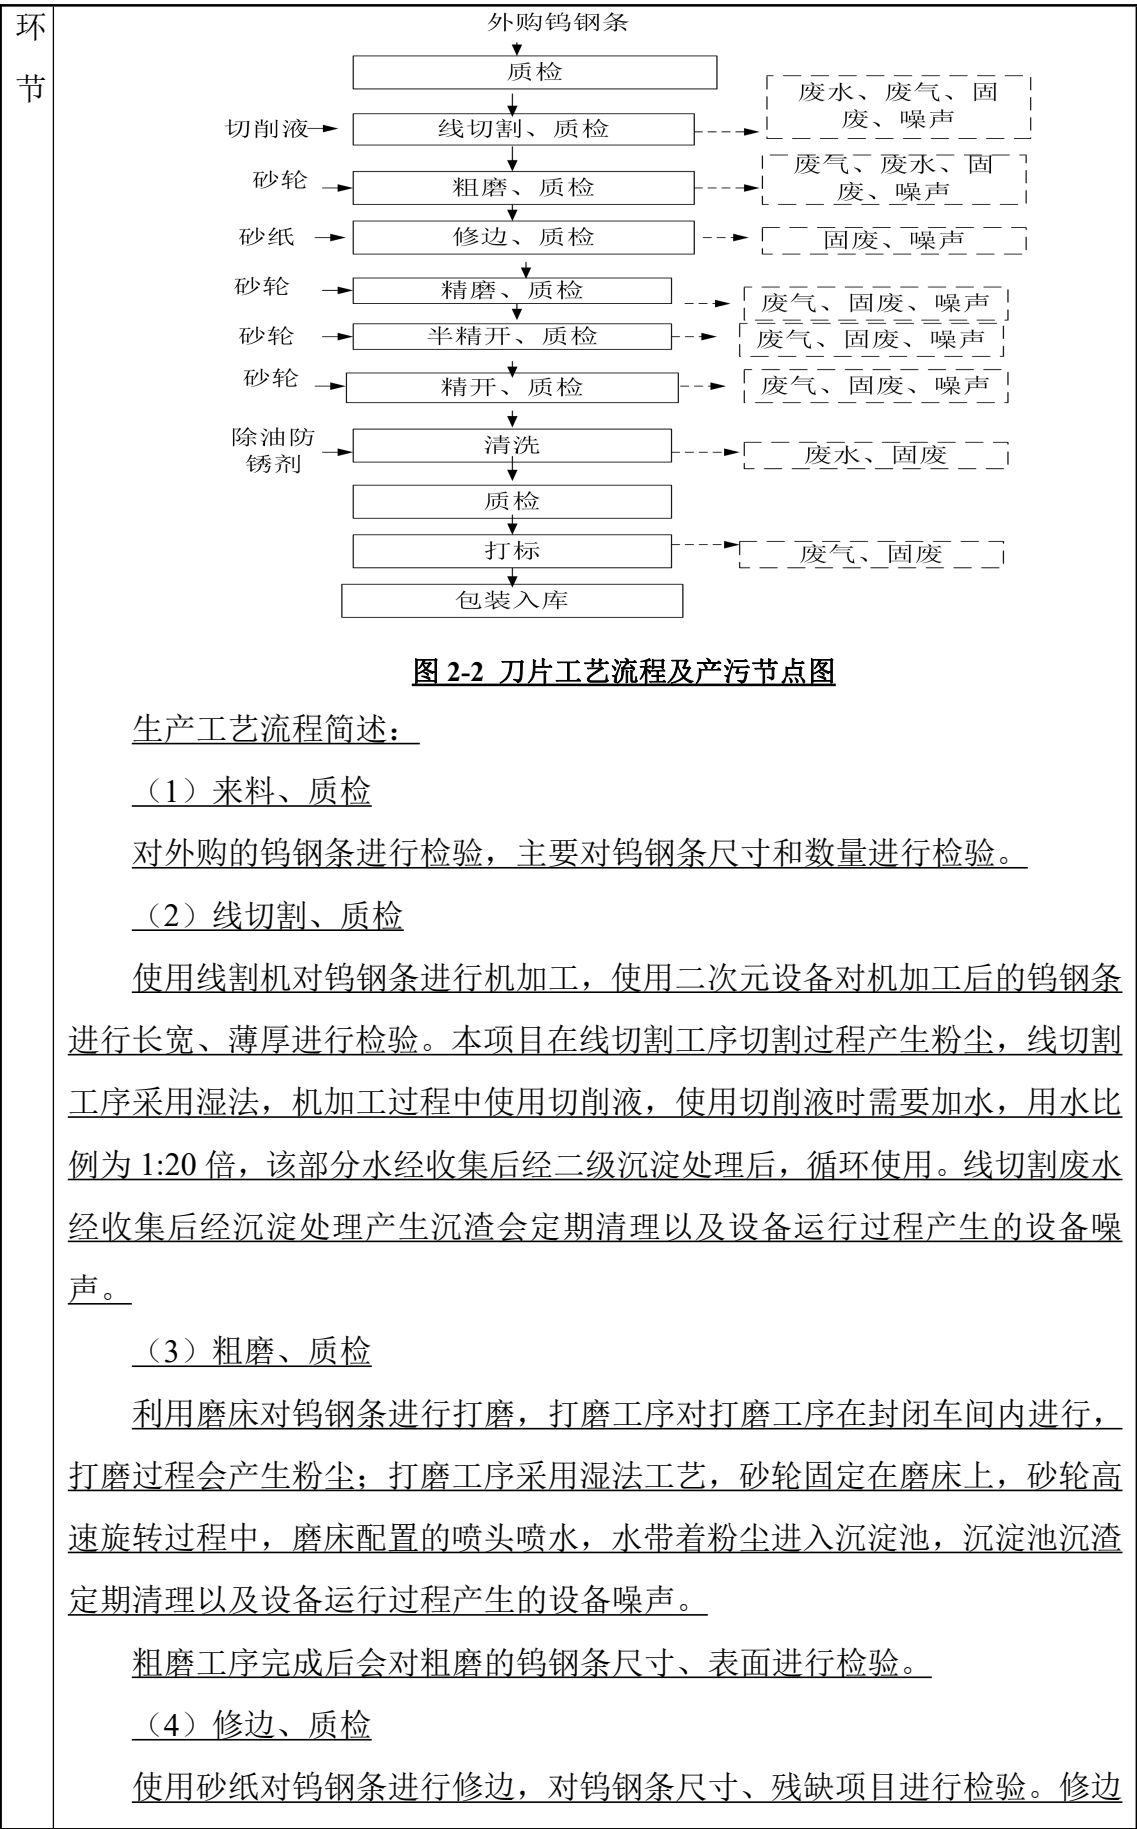 环
节
外购钨钢条
质检
切削液
线切割、质检
废水、废气、固
废、噪声
砂轮
粗磨、质检
废气、废水、固
废、噪声
砂纸
修边、质检
固废、噪声
砂轮
精磨、质检
废气、固废、噪声
砂轮
半精开、质检
废气、固废、噪声
砂轮
精开、质检
废气、固废、噪声
除油防
锈剂
清洗
废水、固废
质检
打标
废气、固废
包装入库
图 2-2 刀片工艺流程及产污节点图
生产工艺流程简述：
（1）来料、质检
对外购的钨钢条进行检验，主要对钨钢条尺寸和数量进行检验。
（2）线切割、质检
使用线割机对钨钢条进行机加工，使用二次元设备对机加工后的钨钢条
进行长宽、薄厚进行检验。本项目在线切割工序切割过程产生粉尘，线切割
工序采用湿法，机加工过程中使用切削液，使用切削液时需要加水，用水比
例为 1:20 倍，该部分水经收集后经二级沉淀处理后，循环使用。线切割废水
经收集后经沉淀处理产生沉渣会定期清理以及设备运行过程产生的设备噪
声。
（3）粗磨、质检
利用磨床对钨钢条进行打磨，打磨工序对打磨工序在封闭车间内进行，
打磨过程会产生粉尘；打磨工序采用湿法工艺，砂轮固定在磨床上，砂轮高
速旋转过程中，磨床配置的喷头喷水，水带着粉尘进入沉淀池，沉淀池沉渣
定期清理以及设备运行过程产生的设备噪声。
粗磨工序完成后会对粗磨的钨钢条尺寸、表面进行检验。
（4）修边、质检
使用砂纸对钨钢条进行修边，对钨钢条尺寸、残缺项目进行检验。修边